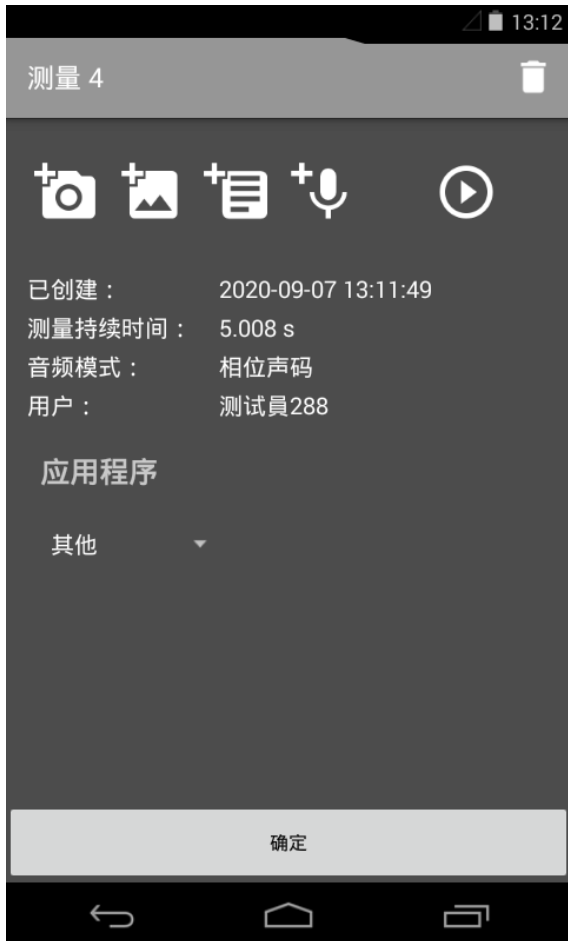 13:12
测量 4
已创建： 2020-09-07 13:11:49
测量持续时间： 5.008 s
音频模式： 相位声码
用户： 测试員288
应用程序
其他
确定